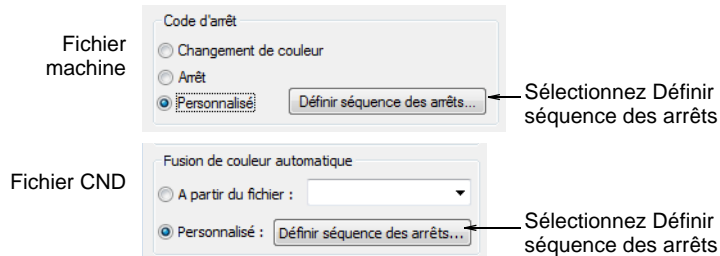 Fichier machine
Code d'arrêt
Changement de couleur
Arrêt
Personnalisé
Définir séquence des arrêts...
Sélectionnez Définir
séquence des arrêts
Fichier CND
Fusion de couleur automatique
A partir du fichier :
Personnalisé :
Définir séquence des arrêts...
Sélectionnez Définir
séquence des arrêts